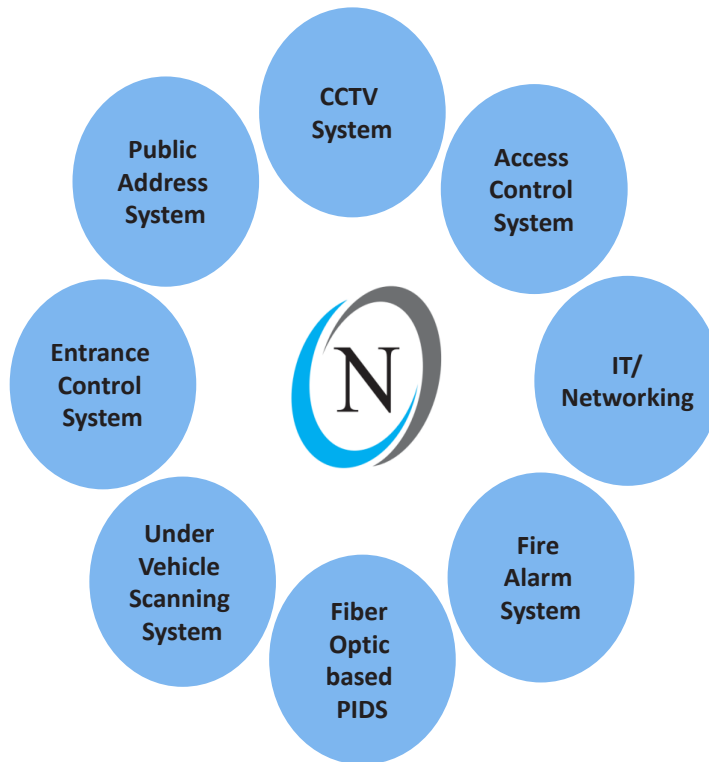 CCTV
System
Access
Control
System
IT/
Networking
Fire
Alarm
System
Fiber
Optic
based
PIDS
Under
Vehicle
Scanning
System
Entrance
Control
System
Public
Address
System
N